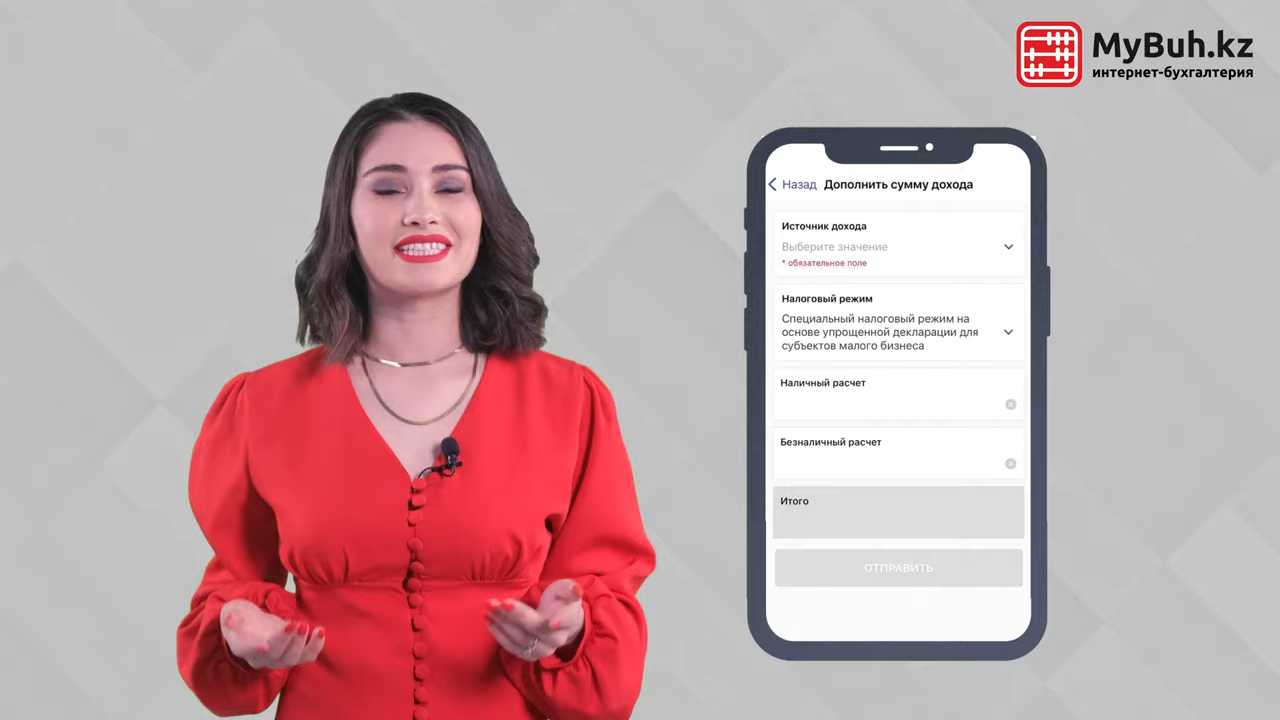 MyBuh.kz
интернет-бухгалтерия
Назад Дополнить сумму дохода
Источник дохода
Выберите значение
* обязательное поле
Налоговый режим
Специальный налоговый режим на
основе упрощенной декларации для
субъектов малого бизнеса
Наличный расчет
Безналичный расчет
Итого
ОТПРАВИТЬ